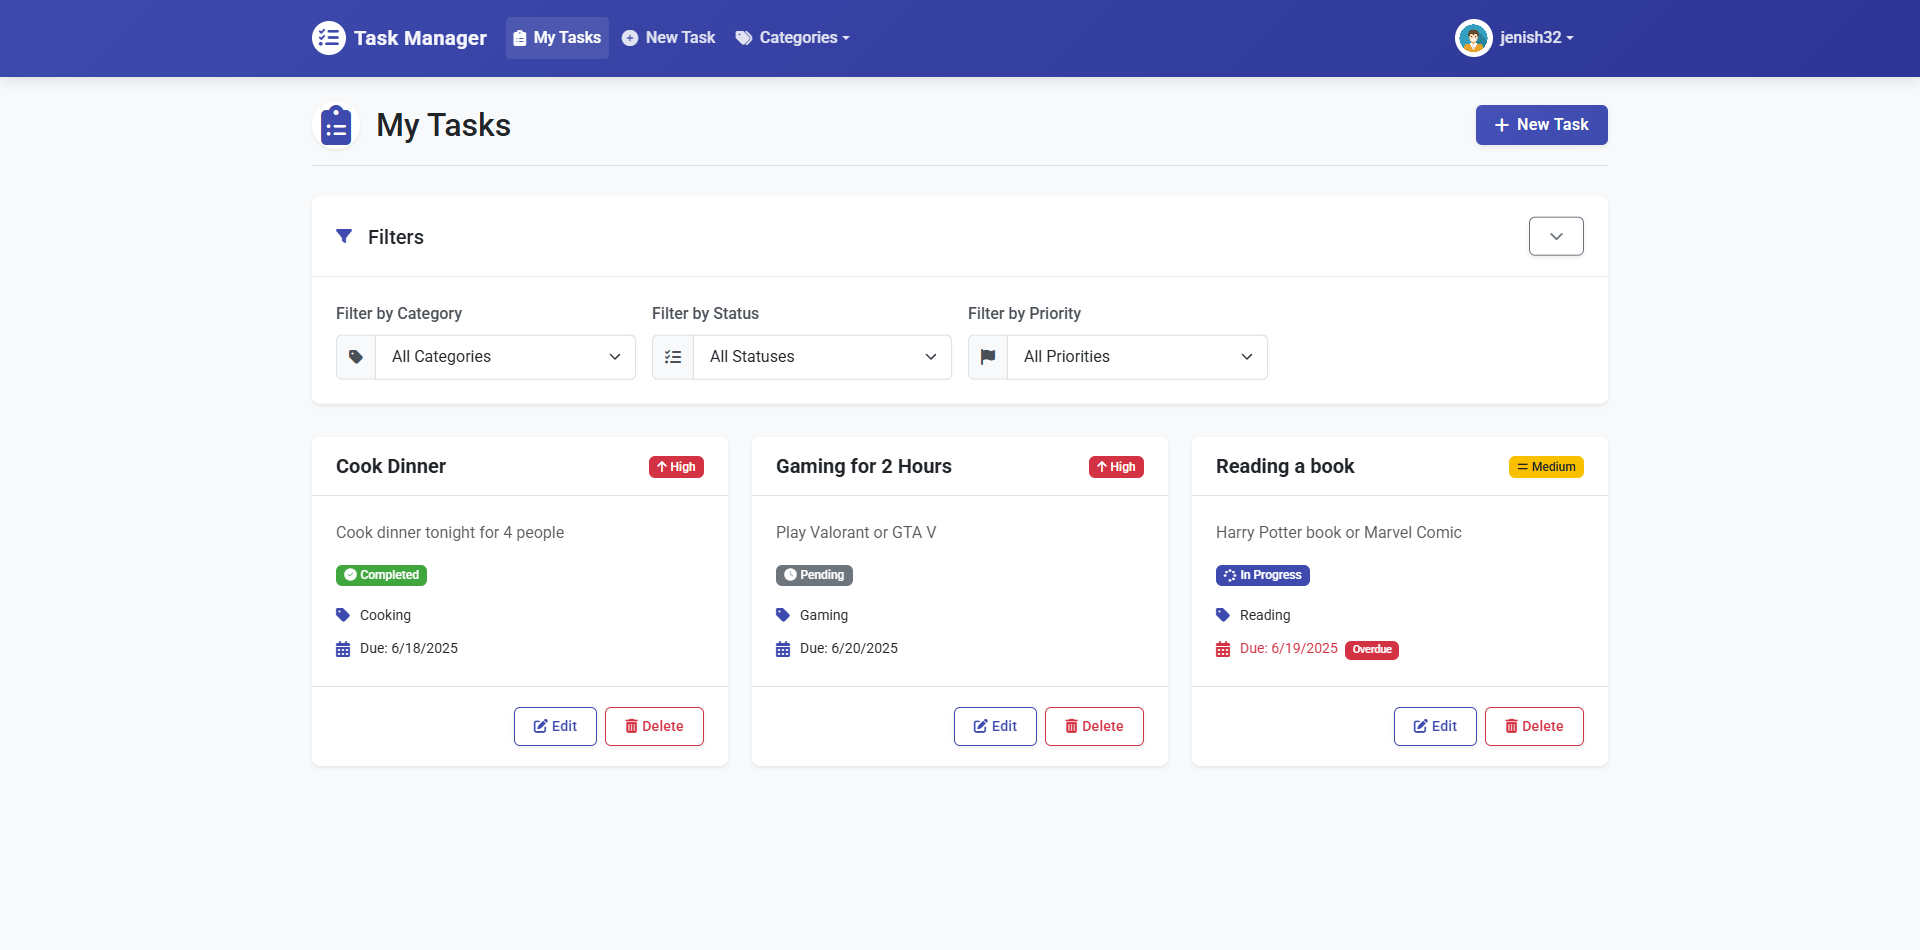 Task Manager My Tasks New Task Categories jenish32
My Tasks New Task
Filters
Filter by Category Filter by Status Filter by Priority
All Categories All Statuses All Priorities
Cook Dinner High
Cook dinner tonight for 4 people
Completed
Cooking
Due: 6/18/2025
Edit Delete
Gaming for 2 Hours High
Play Valorant or GTA V
Pending
Gaming
Due: 6/20/2025
Edit Delete
Reading a book Medium
Harry Potter book or Marvel Comic
In Progress
Reading
Due: 6/19/2025 Overdue
Edit Delete